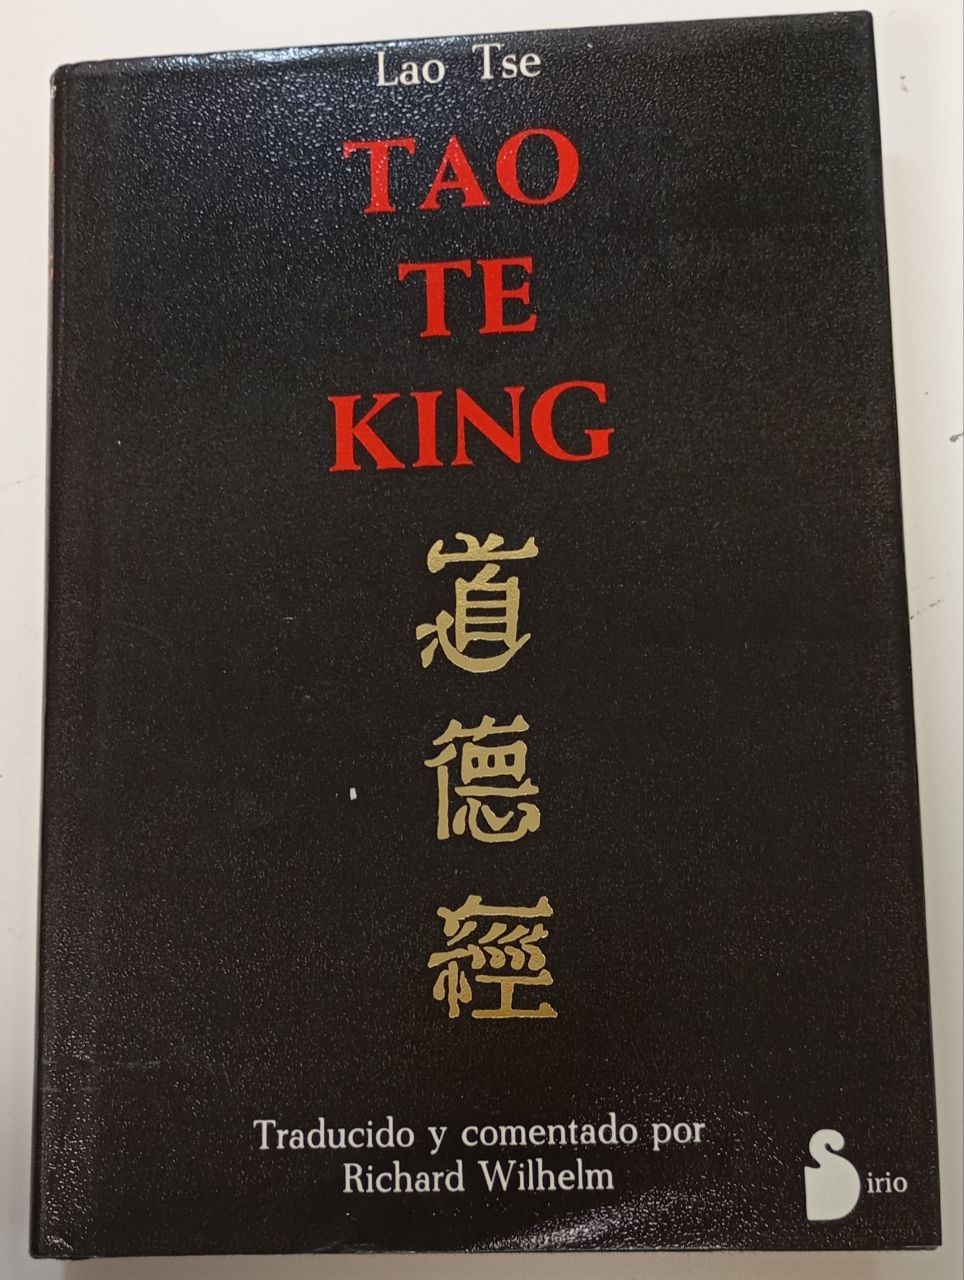 Lao Tse
TAO
TE
KING
道
德
經
Traducido y comentado por
Richard Wilhelm
Sirio